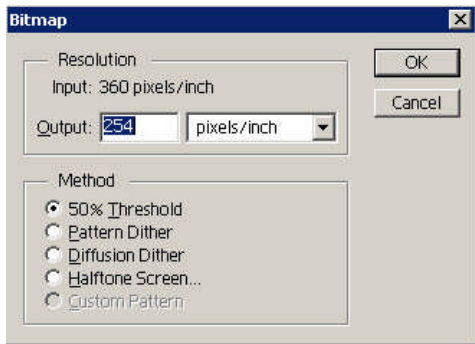 Bitmap
Resolution
OK
Input: 360 pixels/inch
Cancel
Output: 254 pixels/inch
Method
50% Threshold
Pattern Dither
Diffusion Dither
Halftone Screen...
Custom Pattern